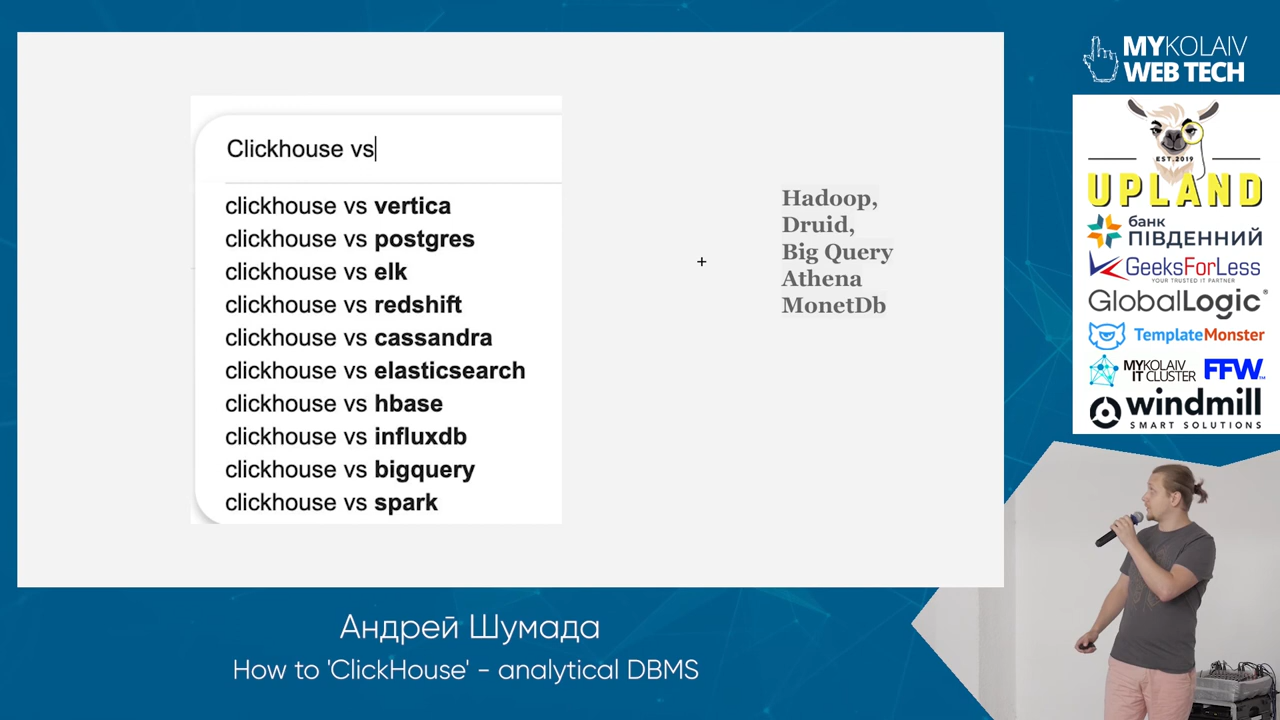 Clickhouse vs
clickhouse vs vertica
clickhouse vs postgres
clickhouse vs elk
clickhouse vs redshift
clickhouse vs cassandra
clickhouse vs elasticsearch
clickhouse vs hbase
clickhouse vs influxdb
clickhouse vs bigquery
clickhouse vs spark
+
Hadoop,
Druid,
Big Query
Athena
MonetDb
MYKOLAIV
WEB TECH
EST.2019
UPLAND
банк
ПІВДЕННИЙ
GeeksForLess
YOUR TRUSTED IT PARTNER
GlobalLogic®
TemplateMonster
MYKOLAIV
IT CLUSTER
FFW
windmill
SMART SOLUTIONS
Андрей Шумада
How to 'ClickHouse' - analytical DBMS